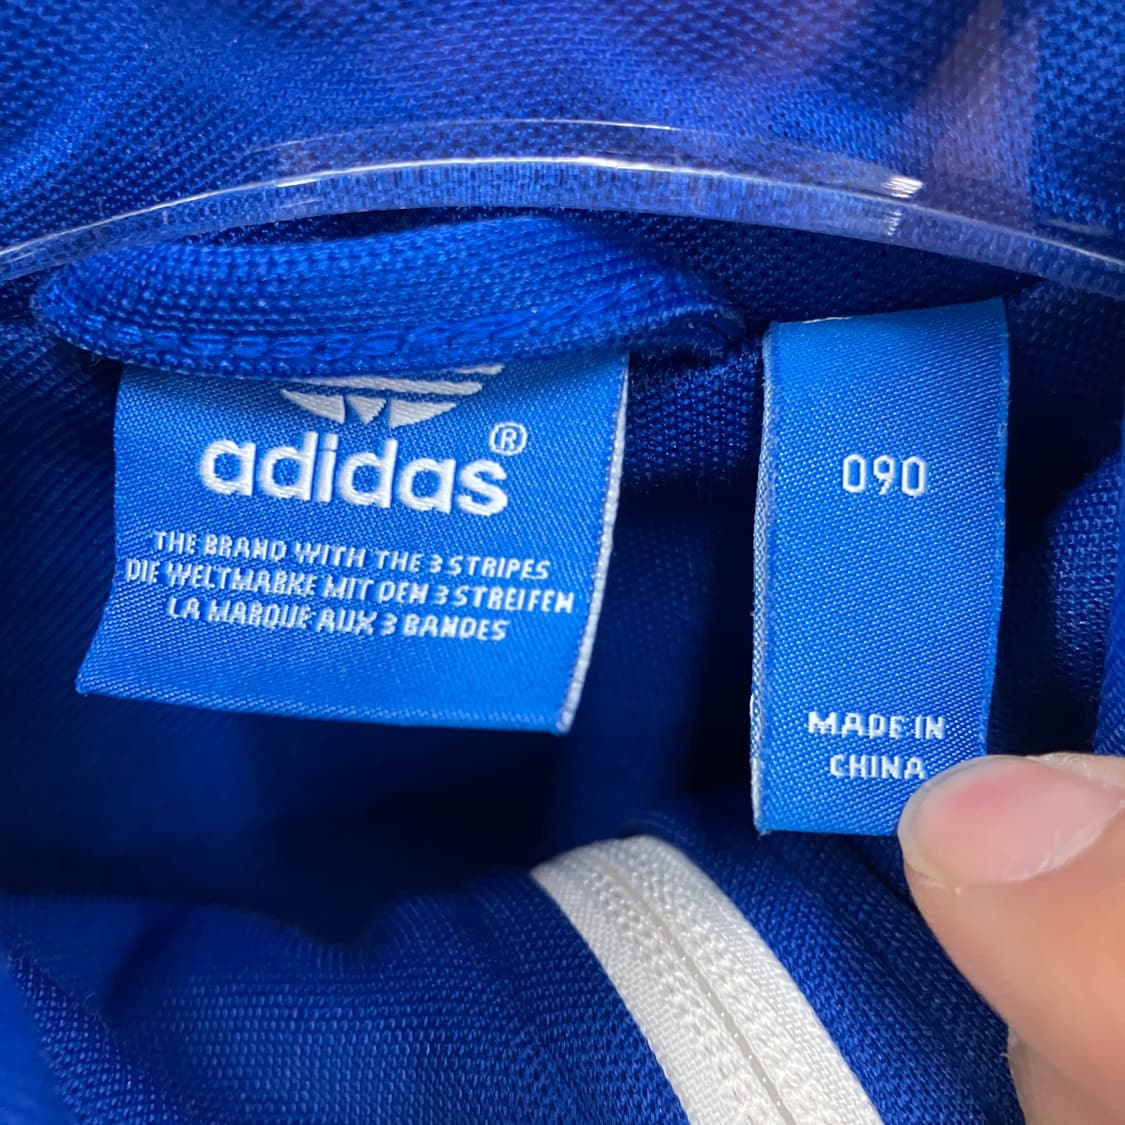 adidas®
THE BRAND WITH THE 3 STRIPES
DIE WELTMARKE MIT DEN 3 STREIFEN
LA MARQUE AUX 3 BANDES
090
MADE IN
CHINA